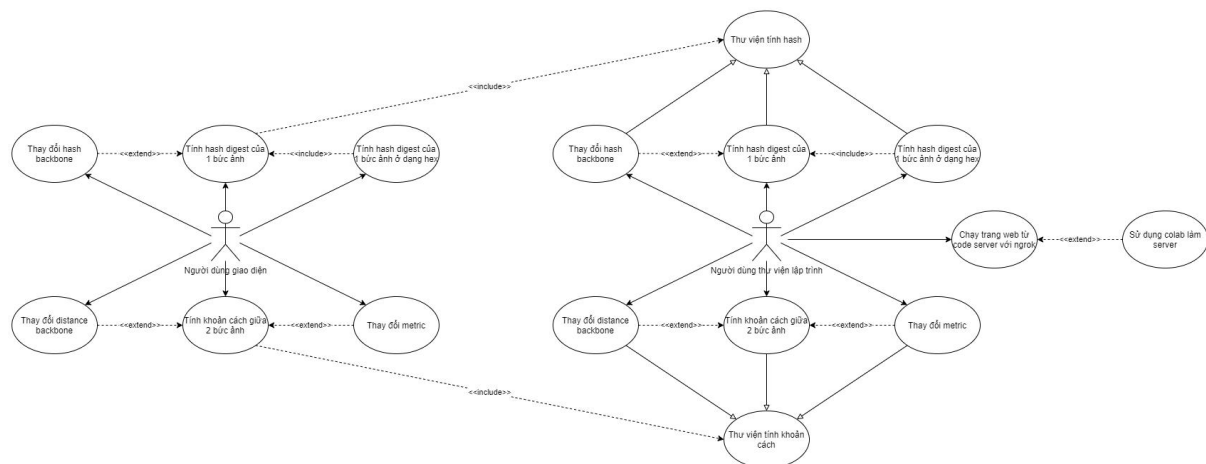 Thư viện tính hash
<<include>>
Thay đổi hash
backbone
<<extend>>
Tính hash digest của
1 bức ảnh
<<include>>
Tính hash digest của
1 bức ảnh ở dạng hex
Thay đổi hash
backbone
<<extend>>
Tính hash digest của
1 bức ảnh
<<include>>
Tính hash digest của
1 bức ảnh ở dạng hex
Chạy trang web từ
code server với ngrok
<<extend>>
Sử dụng colab làm
server
Người dùng giao diện
Người dùng thư viện lập trình
Thay đổi distance
backbone
<<extend>>
Tính khoản cách giữa
2 bức ảnh
<<extend>>
Thay đổi metric
Thay đổi distance
backbone
<<extend>>
Tính khoản cách giữa
2 bức ảnh
<<extend>>
Thay đổi metric
<<include>>
Thư viện tính khoản
cách